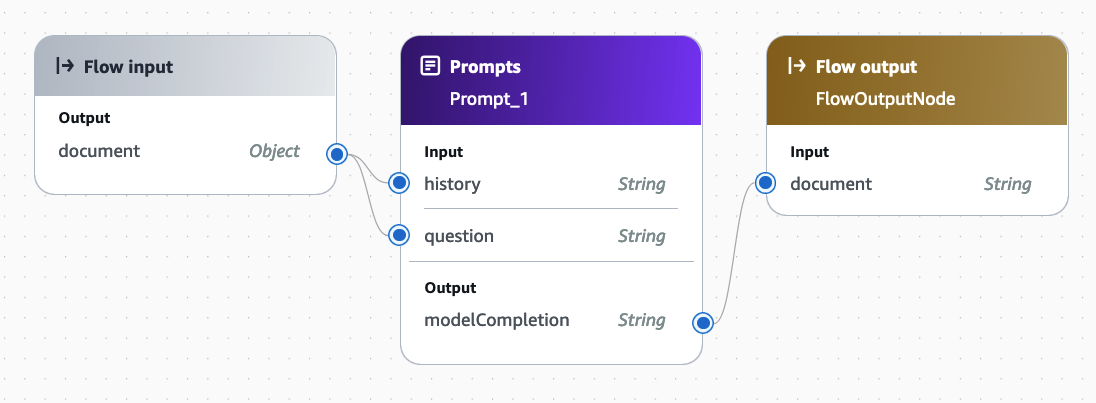 Flow input
Output
document Object
Prompts
Prompt_1
Input
history String
question String
Output
modelCompletion String
Flow output
FlowOutputNode
Input
document String